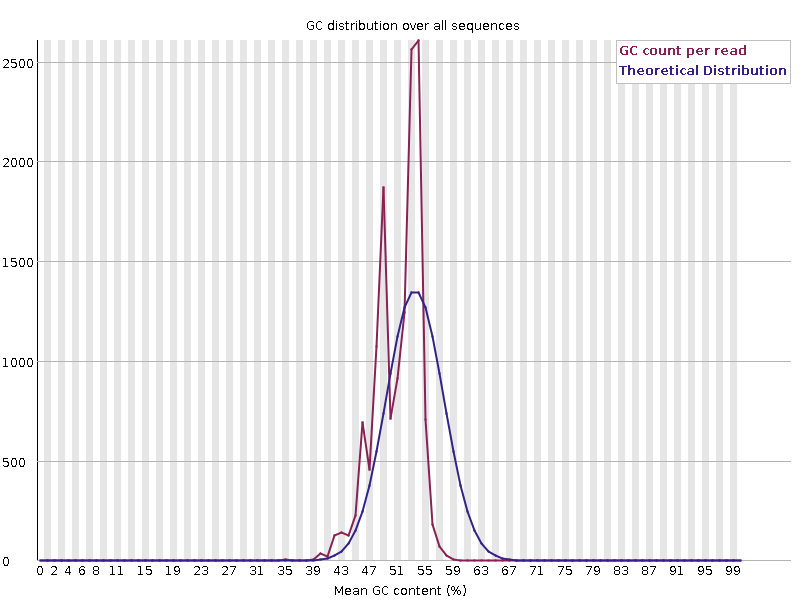 GC distribution over all sequences
GC count per read
Theoretical Distribution
2500
2000
1500
1000
500
0
0 2 4 6 8 11 15 19 23 27 31 35 39 43 47 51 55 59 63 67 71 75 79 83 87 91 95 99
Mean GC content (%)